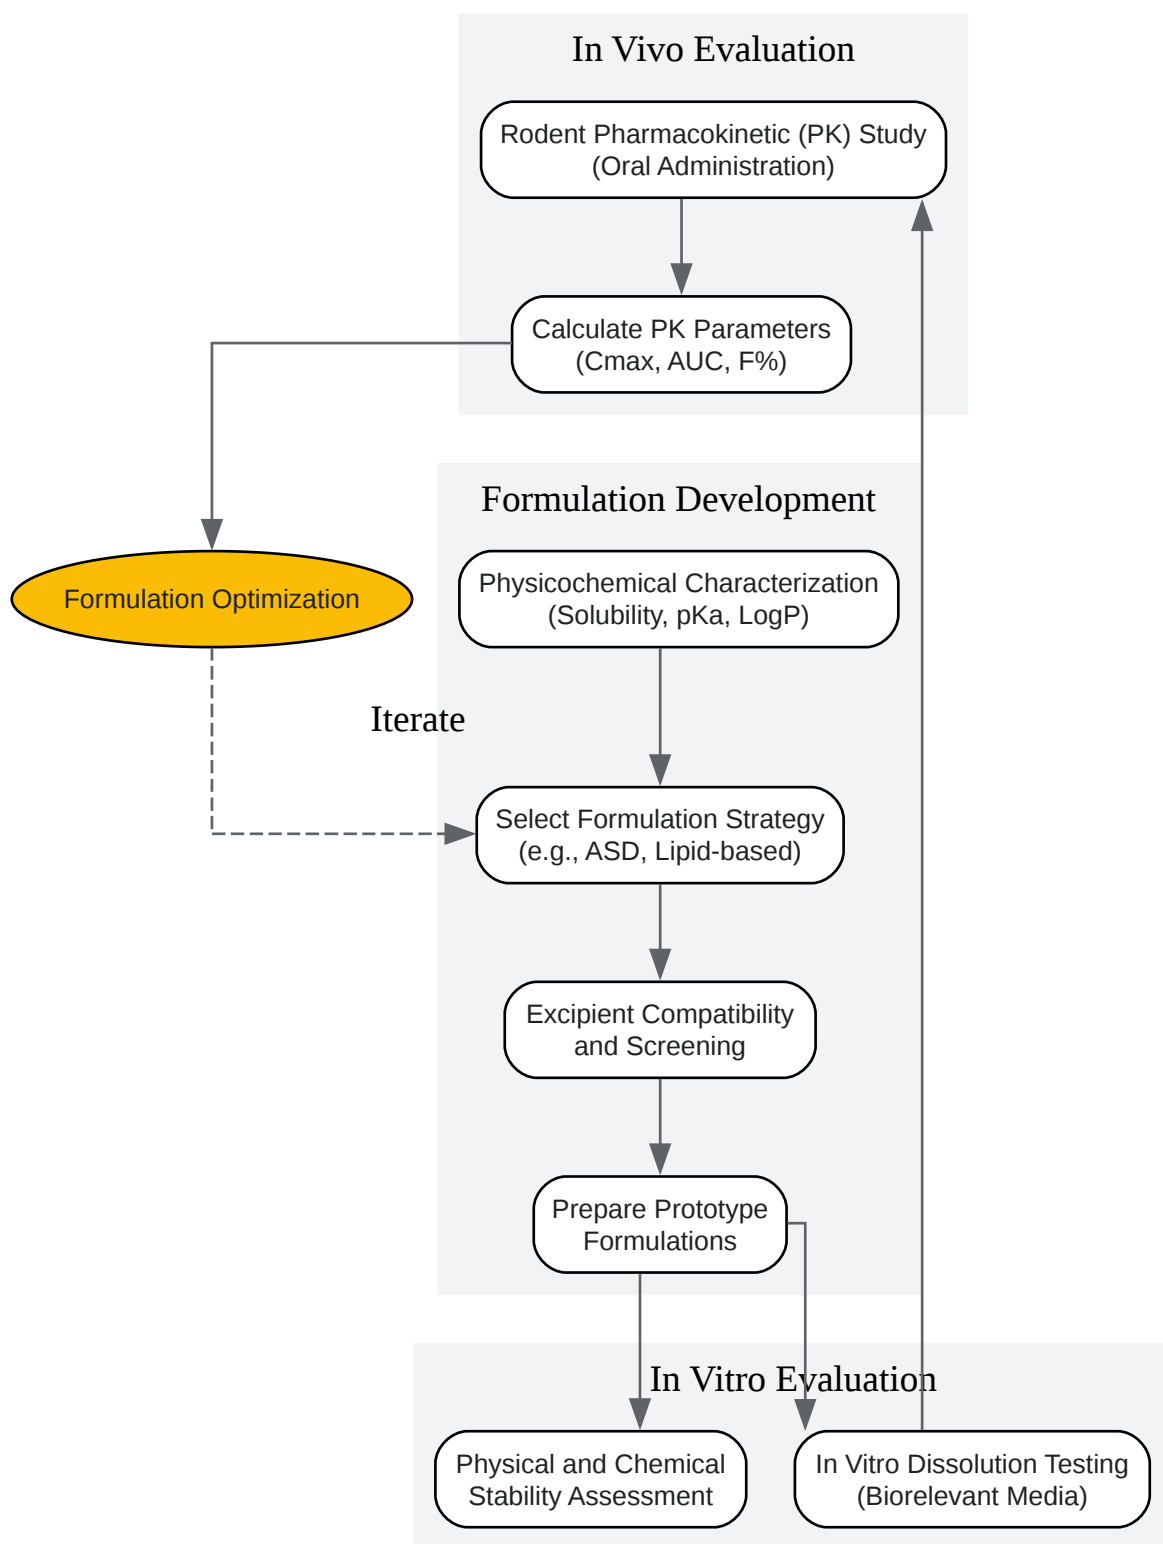 In Vivo Evaluation
Rodent Pharmacokinetic (PK) Study
(Oral Administration)
Calculate PK Parameters
(Cmax, AUC, F%)
Formulation Development
Formulation Optimization
Physicochemical Characterization
(Solubility, pKa, LogP)
Iterate
Select Formulation Strategy
(e.g., ASD, Lipid-based)
Excipient Compatibility
and Screening
Prepare Prototype
Formulations
In Vitro Evaluation
Physical and Chemical
Stability Assessment
In Vitro Dissolution Testing
(Biorelevant Media)